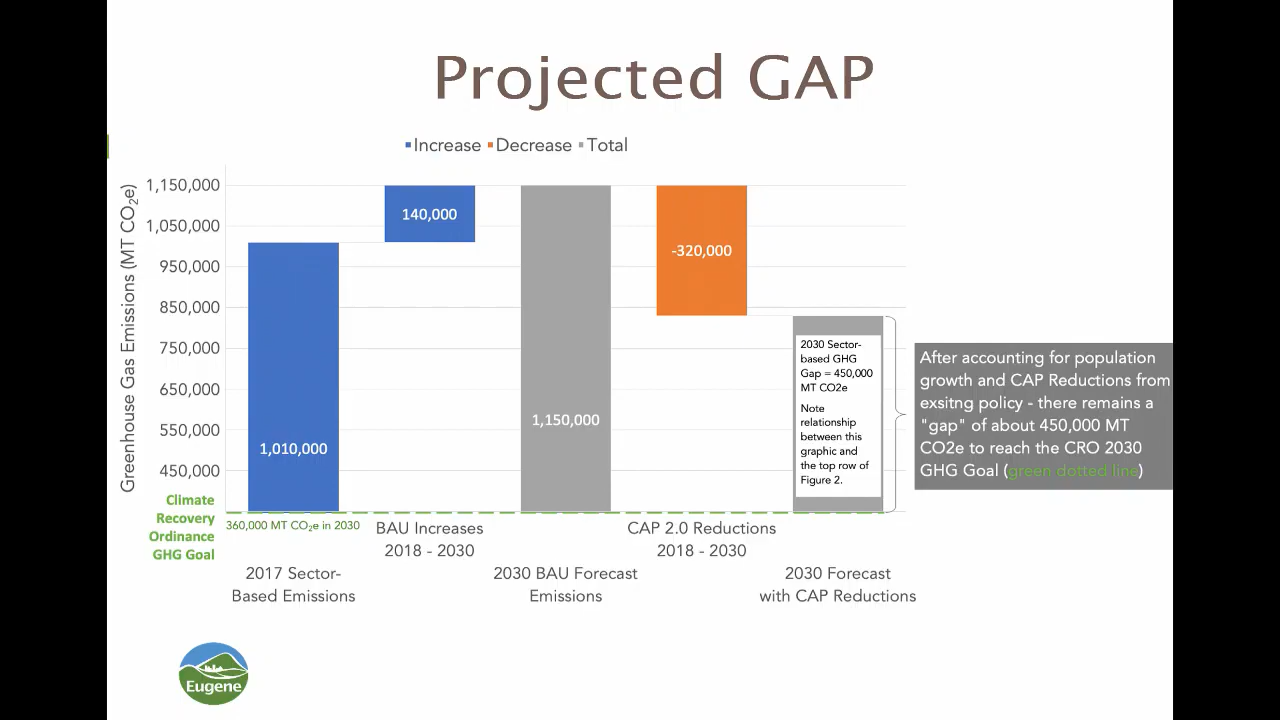 Projected GAP
Increase Decrease Total
Greenhouse Gas Emissions (MT CO₂e)
1,150,000
1,050,000
950,000
850,000
750,000
650,000
550,000
450,000
Climate
Recovery
Ordinance
GHG Goal
360,000 MT CO₂e in 2030
1,010,000
140,000
1,150,000
-320,000
2030 Sector-
based GHG
Gap = 450,000
MT CO2e
Note
relationship
between this
graphic and
the top row of
Figure 2.
After accounting for population
growth and CAP Reductions from
exsitng policy - there remains a
"gap" of about 450,000 MT
CO2e to reach the CRO 2030
GHG Goal (green dotted line)
2017 Sector-
Based Emissions
BAU Increases
2018 - 2030
2030 BAU Forecast
Emissions
CAP 2.0 Reductions
2018 - 2030
2030 Forecast
with CAP Reductions
Eugene